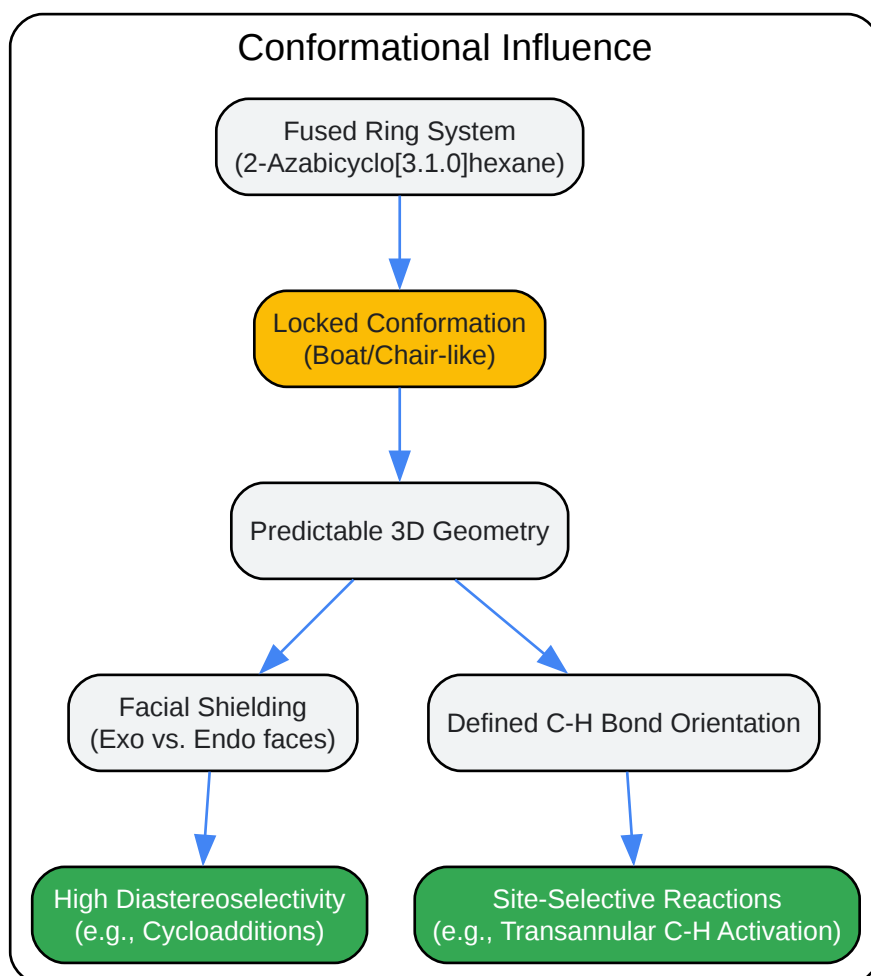 Conformational Influence
Fused Ring System
(2-Azabicyclo[3.1.0]hexane)
Locked Conformation
(Boat/Chair-like)
Predictable 3D Geometry
Facial Shielding
(Exo vs. Endo faces)
Defined C-H Bond Orientation
High Diastereoselectivity
(e.g., Cycloadditions)
Site-Selective Reactions
(e.g., Transannular C-H Activation)